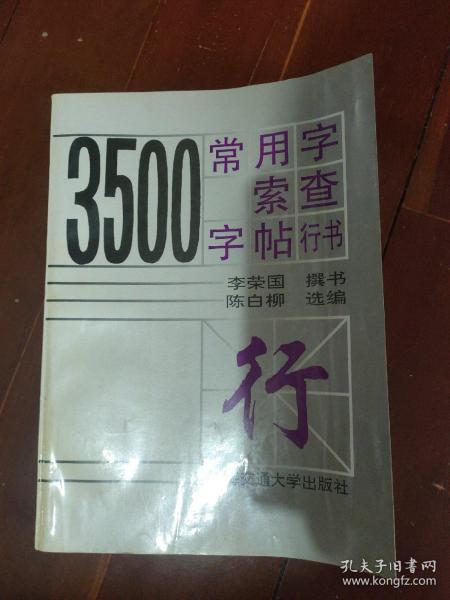 3500
常用字
索查
字帖行书
李荣国 撰书
陈白柳 选编
行
交通大学出版社
孔夫子旧书网
www.kongfz.com